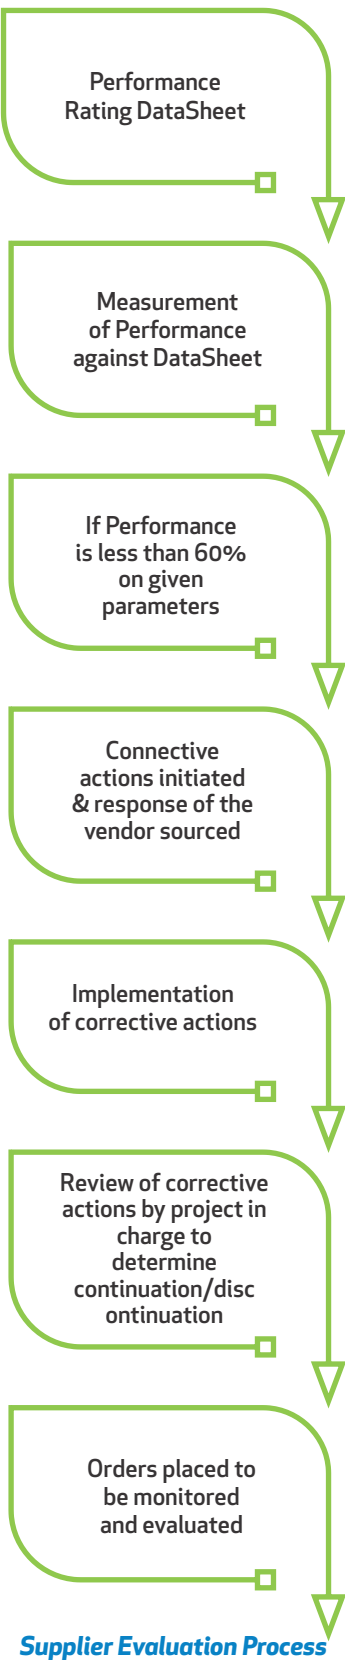 Performance
Rating DataSheet
Measurement
of Performance
against DataSheet
If Performance
is less than 60%
on given
parameters
Connective
actions initiated
& response of the
vendor sourced
Implementation
of corrective actions
Review of corrective
actions by project in
charge to
determine
continuation/disc
ontinuation
Orders placed to
be monitored
and evaluated
Supplier Evaluation Process